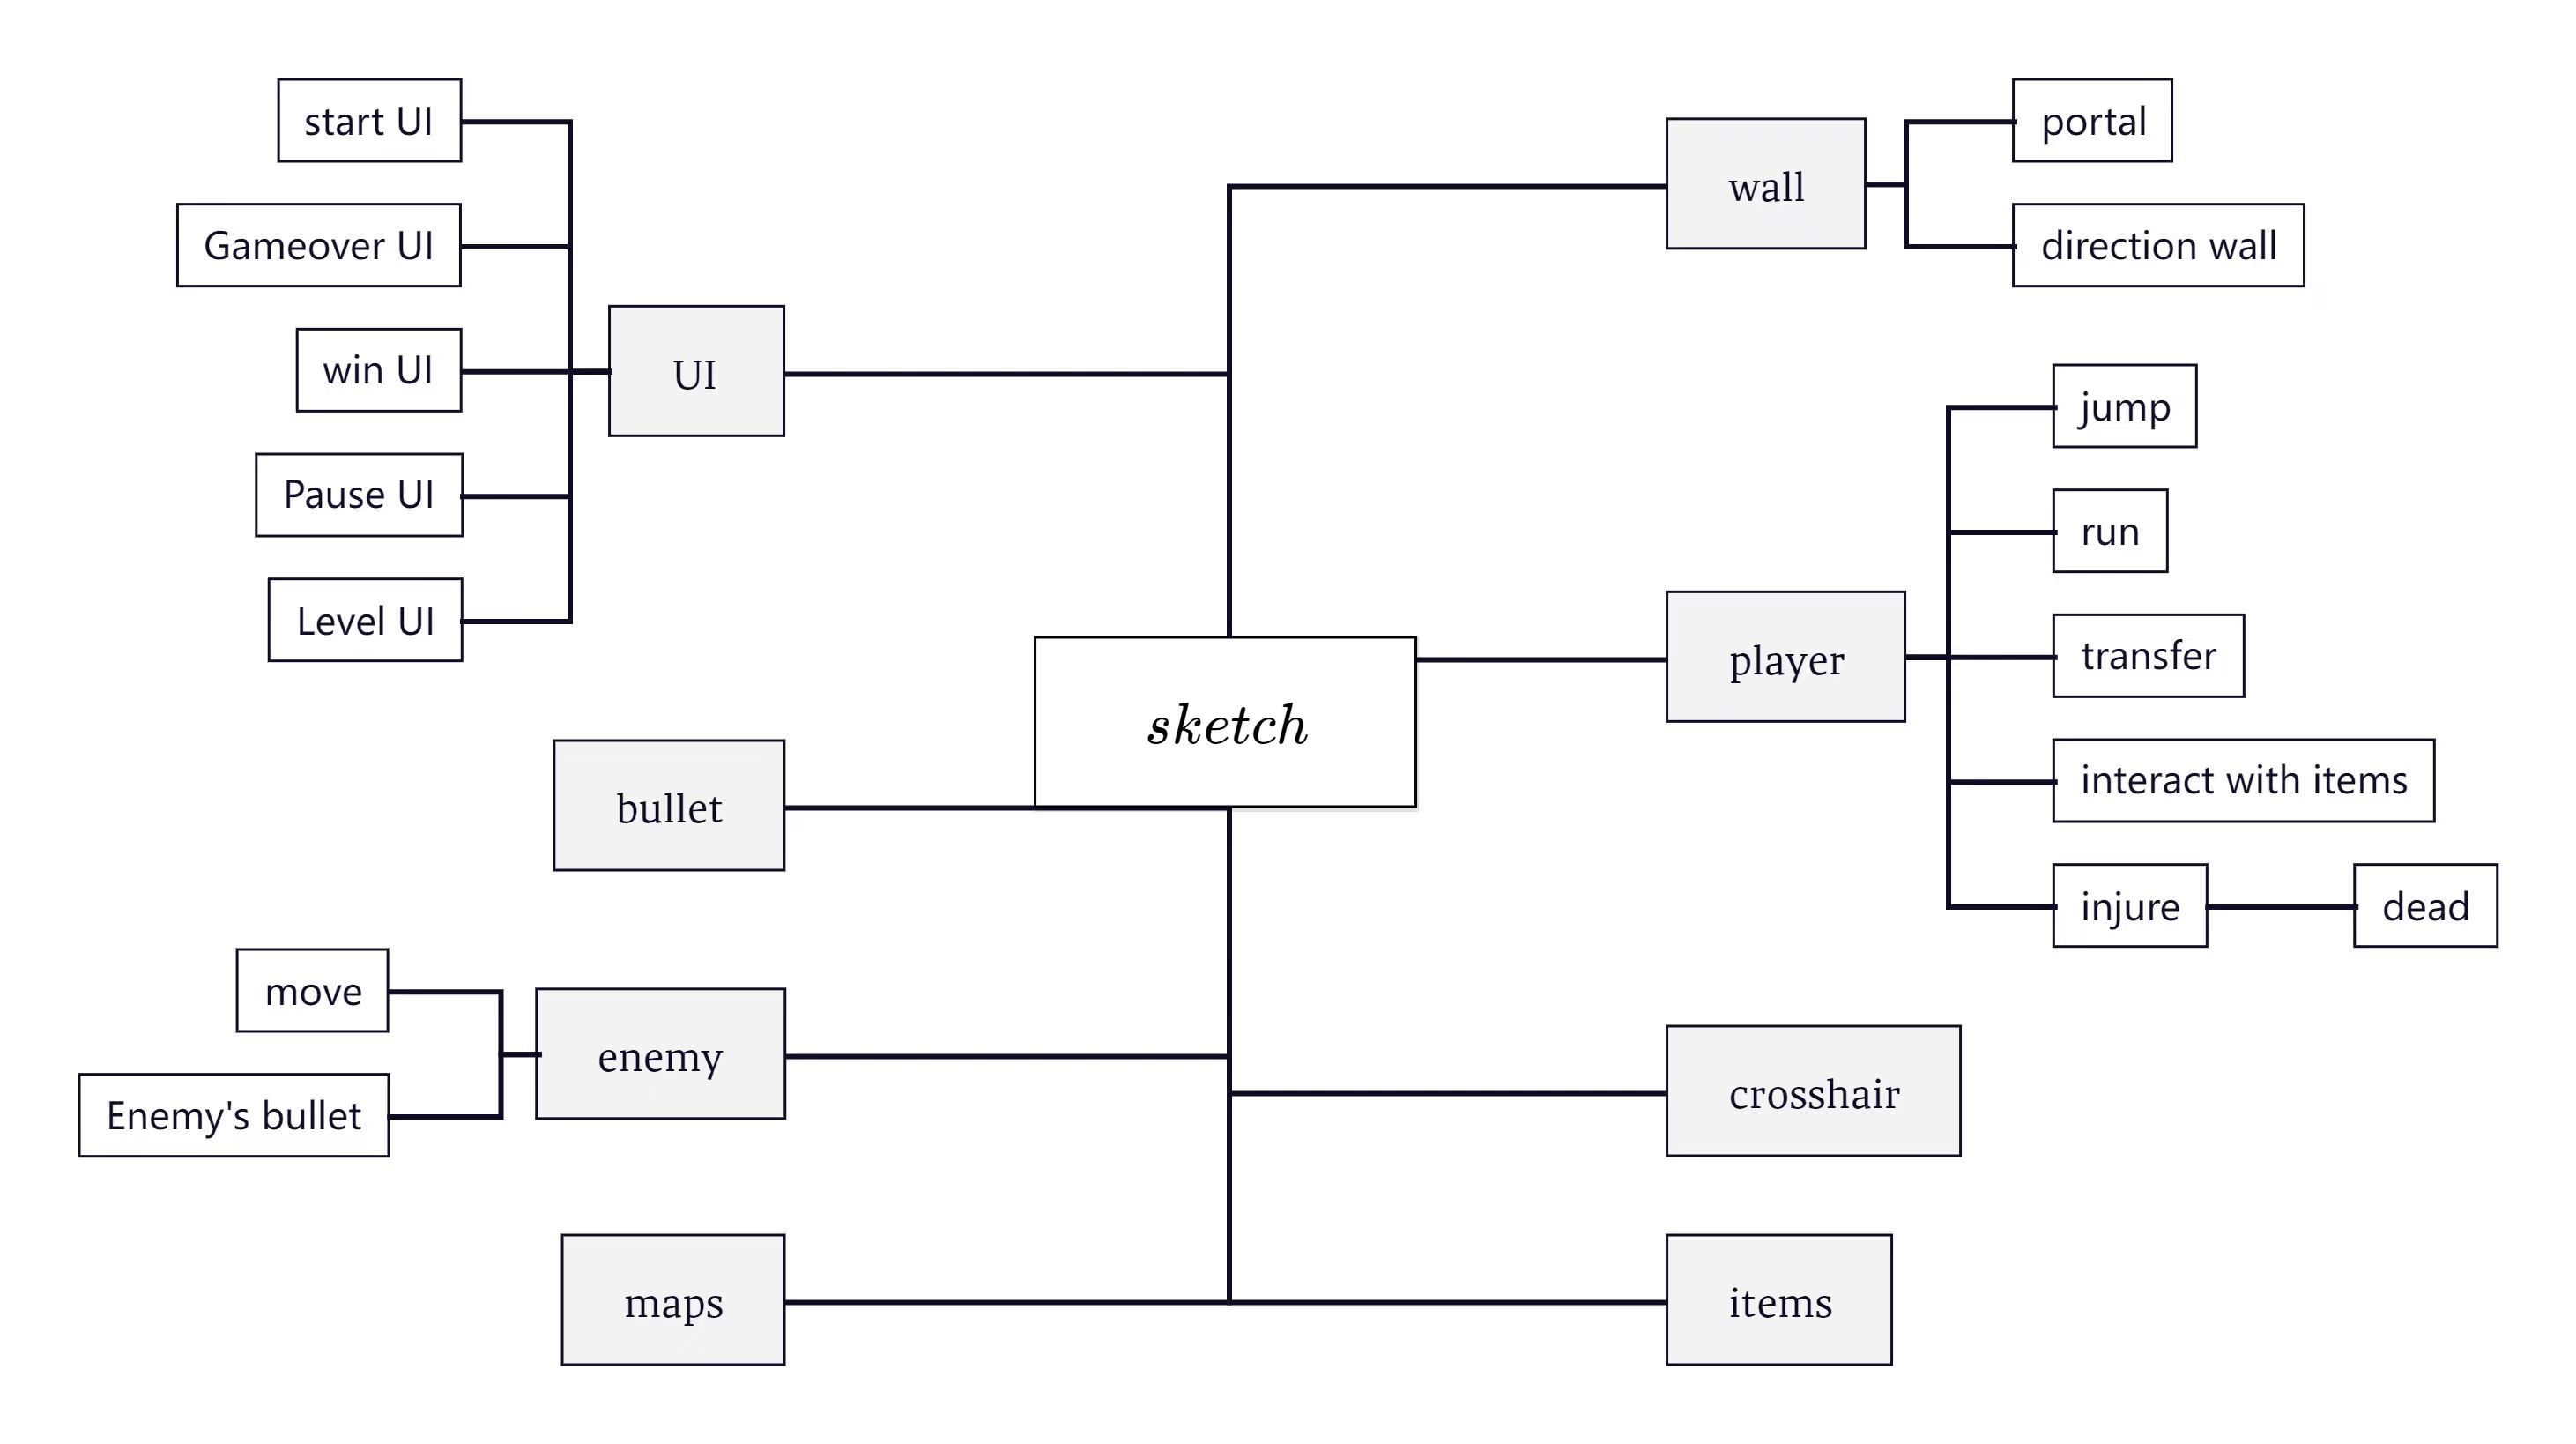 start UI
Gameover UI
win UI
Pause UI
Level UI
UI
bullet
move
Enemy's bullet
enemy
maps
sketch
wall
portal
direction wall
player
jump
run
transfer
interact with items
injure
dead
crosshair
items